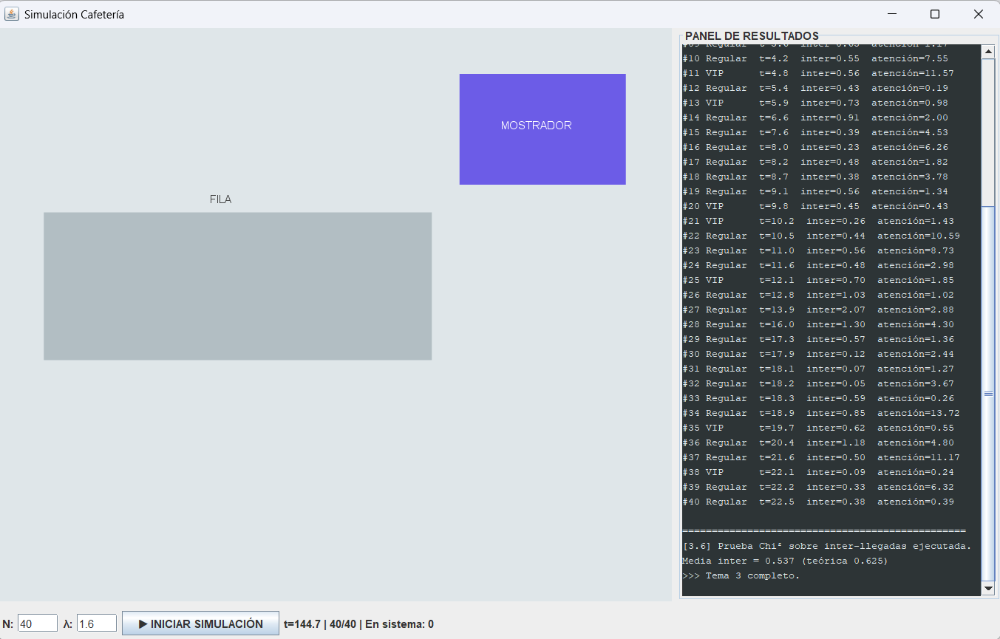 Simulación Cafetería
MOSTRADOR
FILA
PANEL DE RESULTADOS
#10 Regular  t=4.2  inter=0.55  atención=7.55
#11 VIP      t=4.8  inter=0.56  atención=11.57
#12 Regular  t=5.4  inter=0.43  atención=0.19
#13 VIP      t=5.9  inter=0.73  atención=0.98
#14 Regular  t=6.6  inter=0.91  atención=2.00
#15 Regular  t=7.6  inter=0.39  atención=4.53
#16 Regular  t=8.0  inter=0.23  atención=6.26
#17 Regular  t=8.2  inter=0.48  atención=1.82
#18 Regular  t=8.7  inter=0.38  atención=3.78
#19 Regular  t=9.1  inter=0.56  atención=1.34
#20 VIP      t=9.8  inter=0.45  atención=0.43
#21 VIP      t=10.2  inter=0.26  atención=1.43
#22 Regular  t=10.5  inter=0.44  atención=10.59
#23 Regular  t=11.0  inter=0.56  atención=8.73
#24 Regular  t=11.6  inter=0.48  atención=2.98
#25 VIP      t=12.1  inter=0.70  atención=1.85
#26 Regular  t=12.8  inter=1.03  atención=1.02
#27 Regular  t=13.9  inter=2.07  atención=2.88
#28 Regular  t=16.0  inter=1.30  atención=4.30
#29 Regular  t=17.3  inter=0.57  atención=1.36
#30 Regular  t=17.9  inter=0.12  atención=2.44
#31 Regular  t=18.1  inter=0.07  atención=1.27
#32 Regular  t=18.2  inter=0.05  atención=3.67
#33 Regular  t=18.3  inter=0.59  atención=0.26
#34 Regular  t=18.9  inter=0.85  atención=13.72
#35 VIP      t=19.7  inter=0.62  atención=0.55
#36 Regular  t=20.4  inter=1.18  atención=4.80
#37 Regular  t=21.6  inter=0.50  atención=11.17
#38 VIP      t=22.1  inter=0.09  atención=0.24
#39 Regular  t=22.2  inter=0.33  atención=6.32
#40 Regular  t=22.5  inter=0.38  atención=0.39
================================================
[3.6] Prueba Chi² sobre inter-llegadas ejecutada.
Media inter = 0.537 (teórica 0.625)
>>> Tema 3 completo.
N: 40 λ: 1.6 ▶ INICIAR SIMULACIÓN t=144.7 | 40/40 | En sistema: 0